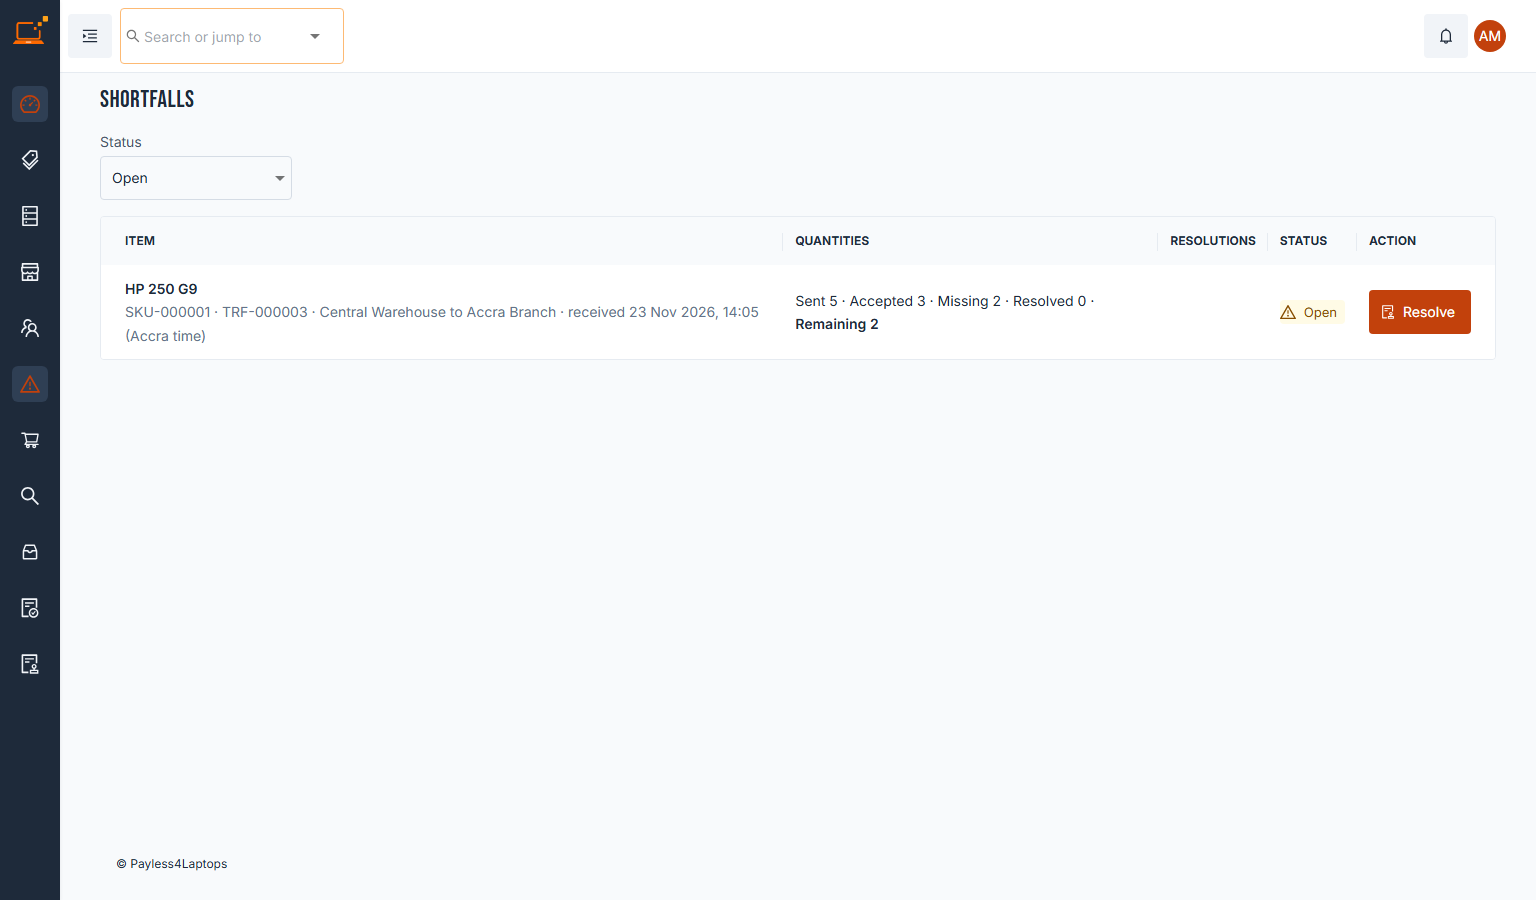 Search or jump to
AM
SHORTFALLS
Status
Open
ITEM
QUANTITIES
RESOLUTIONS
STATUS
ACTION
HP 250 G9
SKU-000001 · TRF-000003 · Central Warehouse to Accra Branch · received 23 Nov 2026, 14:05
(Accra time)
Sent 5 · Accepted 3 · Missing 2 · Resolved 0 ·
Remaining 2
Open
Resolve
© Payless4Laptops